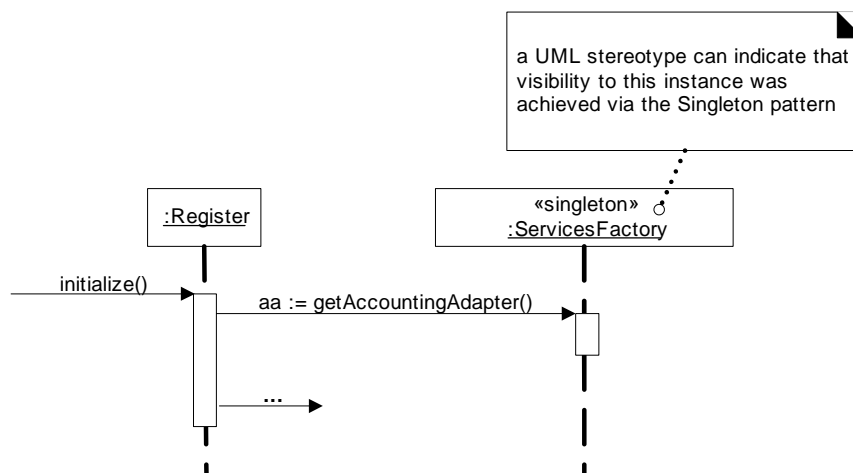 a UML stereotype can indicate that
visibility to this instance was
achieved via the Singleton pattern
:Register
«singleton»
:ServicesFactory
initialize()
aa := getAccountingAdapter()
...